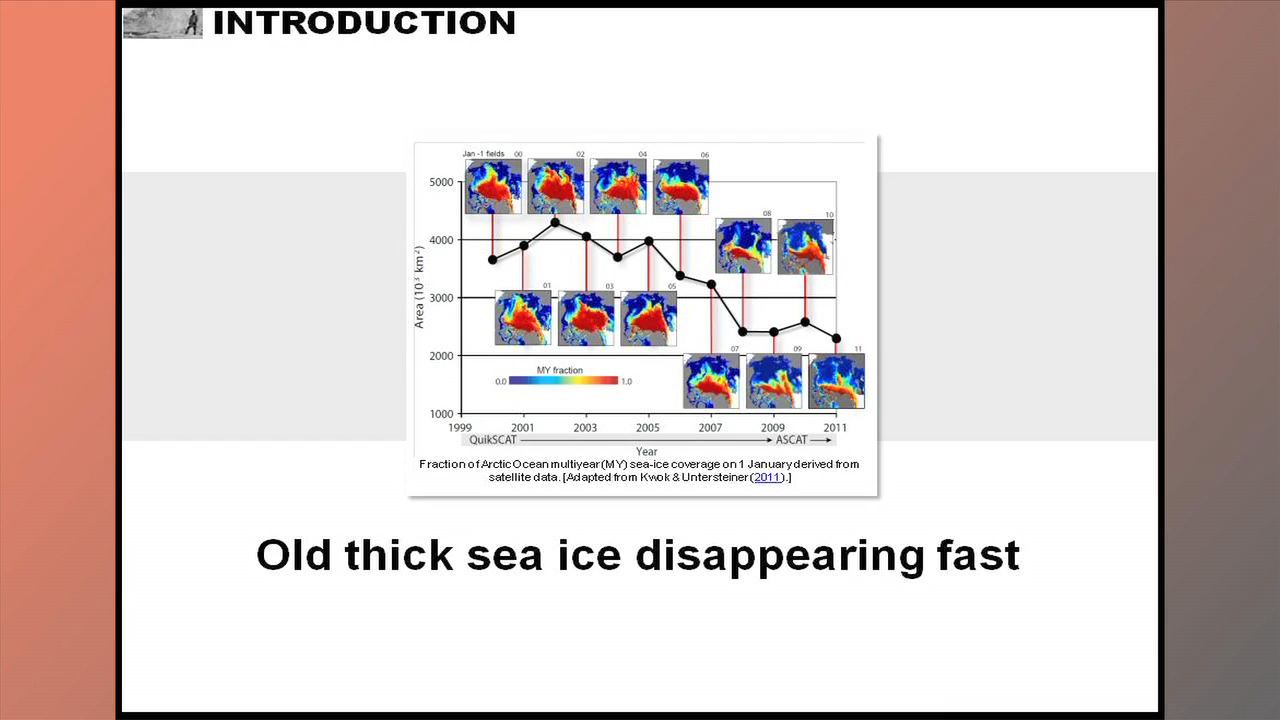 INTRODUCTION
Jan -1 fields 00 02 04 06
08 10
5000
4000
3000
2000
1000
Area (10³ km²)
01 03 05
07 09 11
MY fraction
0.0 1.0
1999 2001 2003 2005 2007 2009 2011
QuikSCAT ASCAT
Year
Fraction of Arctic Ocean multiyear (MY) sea-ice coverage on 1 January derived from
satellite data. [Adapted from Kwok & Untersteiner (2011).]
Old thick sea ice disappearing fast